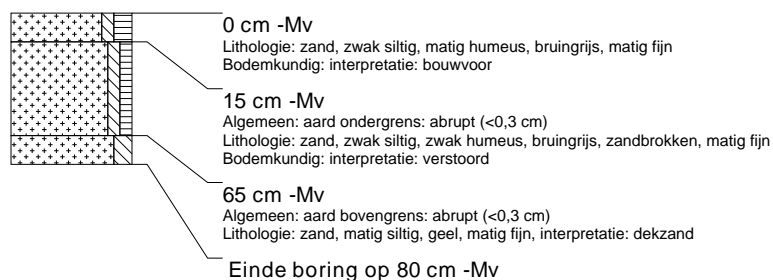 0 cm -Mv
Lithologie: zand, zwak siltig, matig humeus, bruingrijs, matig fijn
Bodemkundig: interpretatie: bouwvoor
15 cm -Mv
Algemeen: aard ondergrens: abrupt (<0,3 cm)
Lithologie: zand, zwak siltig, zwak humeus, bruingrijs, zandbrokken, matig fijn
Bodemkundig: interpretatie: verstoord
65 cm -Mv
Algemeen: aard bovengrens: abrupt (<0,3 cm)
Lithologie: zand, matig siltig, geel, matig fijn, interpretatie: dekzand
Einde boring op 80 cm -Mv